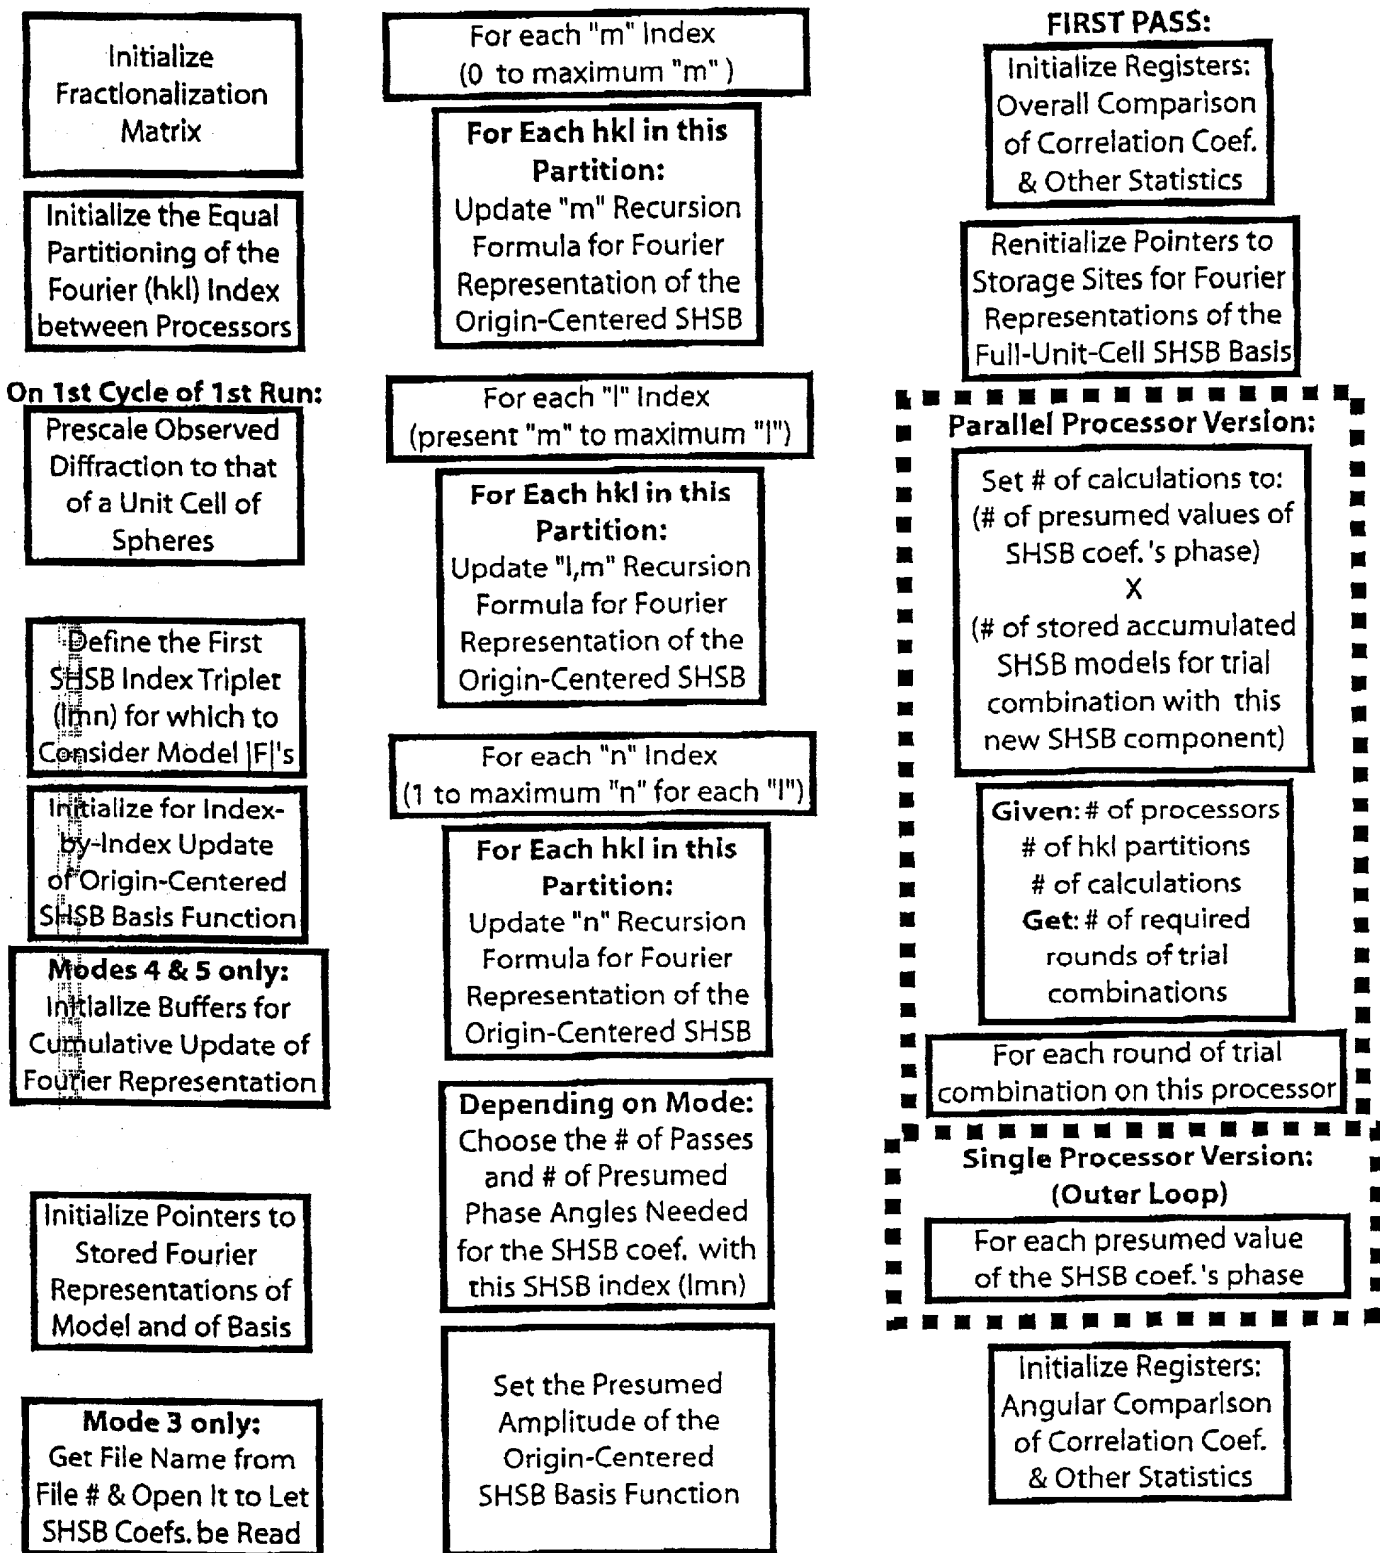 Initialize
Fractionalization
Matrix
Initialize the Equal
Partitioning of the
Fourier (hkl) Index
between Processors
On 1st Cycle of 1st Run:
Prescale Observed
Diffraction to that
of a Unit Cell of
Spheres
Define the First
SHSB Index Triplet
(lmn) for which to
Consider Model |F|'s
Initialize for Index-
by-Index Update
of Origin-Centered
SHSB Basis Function
Modes 4 & 5 only:
Initialize Buffers for
Cumulative Update of
Fourier Representation
Initialize Pointers to
Stored Fourier
Representations of
Model and of Basis
Mode 3 only:
Get File Name from
File # & Open It to Let
SHSB Coefs. be Read
For each "m" Index
(0 to maximum "m" )
For Each hkl in this
Partition:
Update "m" Recursion
Formula for Fourier
Representation of the
Origin-Centered SHSB
For each "l" Index
(present "m" to maximum "l")
For Each hkl in this
Partition:
Update "l,m" Recursion
Formula for Fourier
Representation of the
Origin-Centered SHSB
For each "n" Index
(1 to maximum "n" for each "l")
For Each hkl in this
Partition:
Update "n" Recursion
Formula for Fourier
Representation of the
Origin-Centered SHSB
Depending on Mode:
Choose the # of Passes
and # of Presumed
Phase Angles Needed
for the SHSB coef. with
this SHSB index (lmn)
Set the Presumed
Amplitude of the
Origin-Centered
SHSB Basis Function
FIRST PASS:
Initialize Registers:
Overall Comparison
of Correlation Coef.
& Other Statistics
Renitialize Pointers to
Storage Sites for Fourier
Representations of the
Full-Unit-Cell SHSB Basis
Parallel Processor Version:
Set # of calculations to:
(# of presumed values of
SHSB coef.'s phase)
X
(# of stored accumulated
SHSB models for trial
combination with this
new SHSB component)
Given: # of processors
# of hkl partitions
# of calculations
Get: # of required
rounds of trial
combinations
For each round of trial
combination on this processor
Single Processor Version:
(Outer Loop)
For each presumed value
of the SHSB coef.'s phase
Initialize Registers:
Angular Comparison
of Correlation Coef.
& Other Statistics